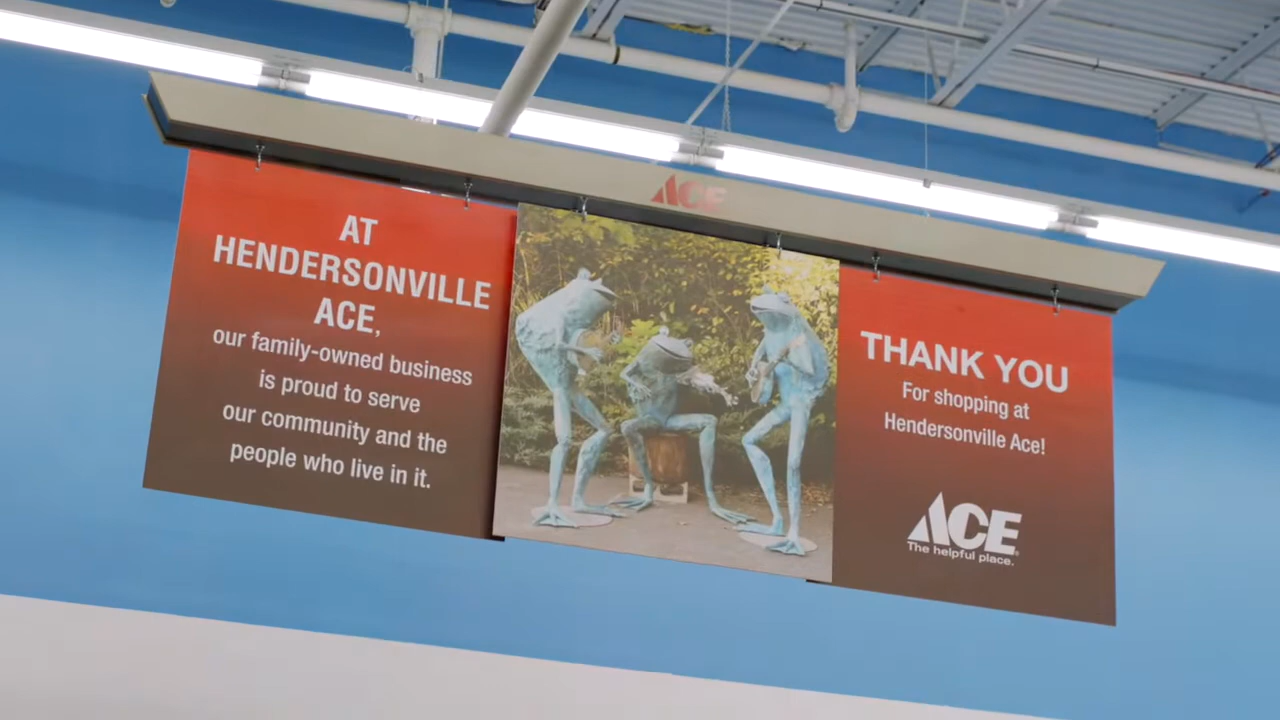 ACE
AT
HENDERSONVILLE
ACE,
our family-owned business
is proud to serve
our community and the
people who live in it.
THANK YOU
For shopping at
Hendersonville Ace!
ACE
The helpful place.